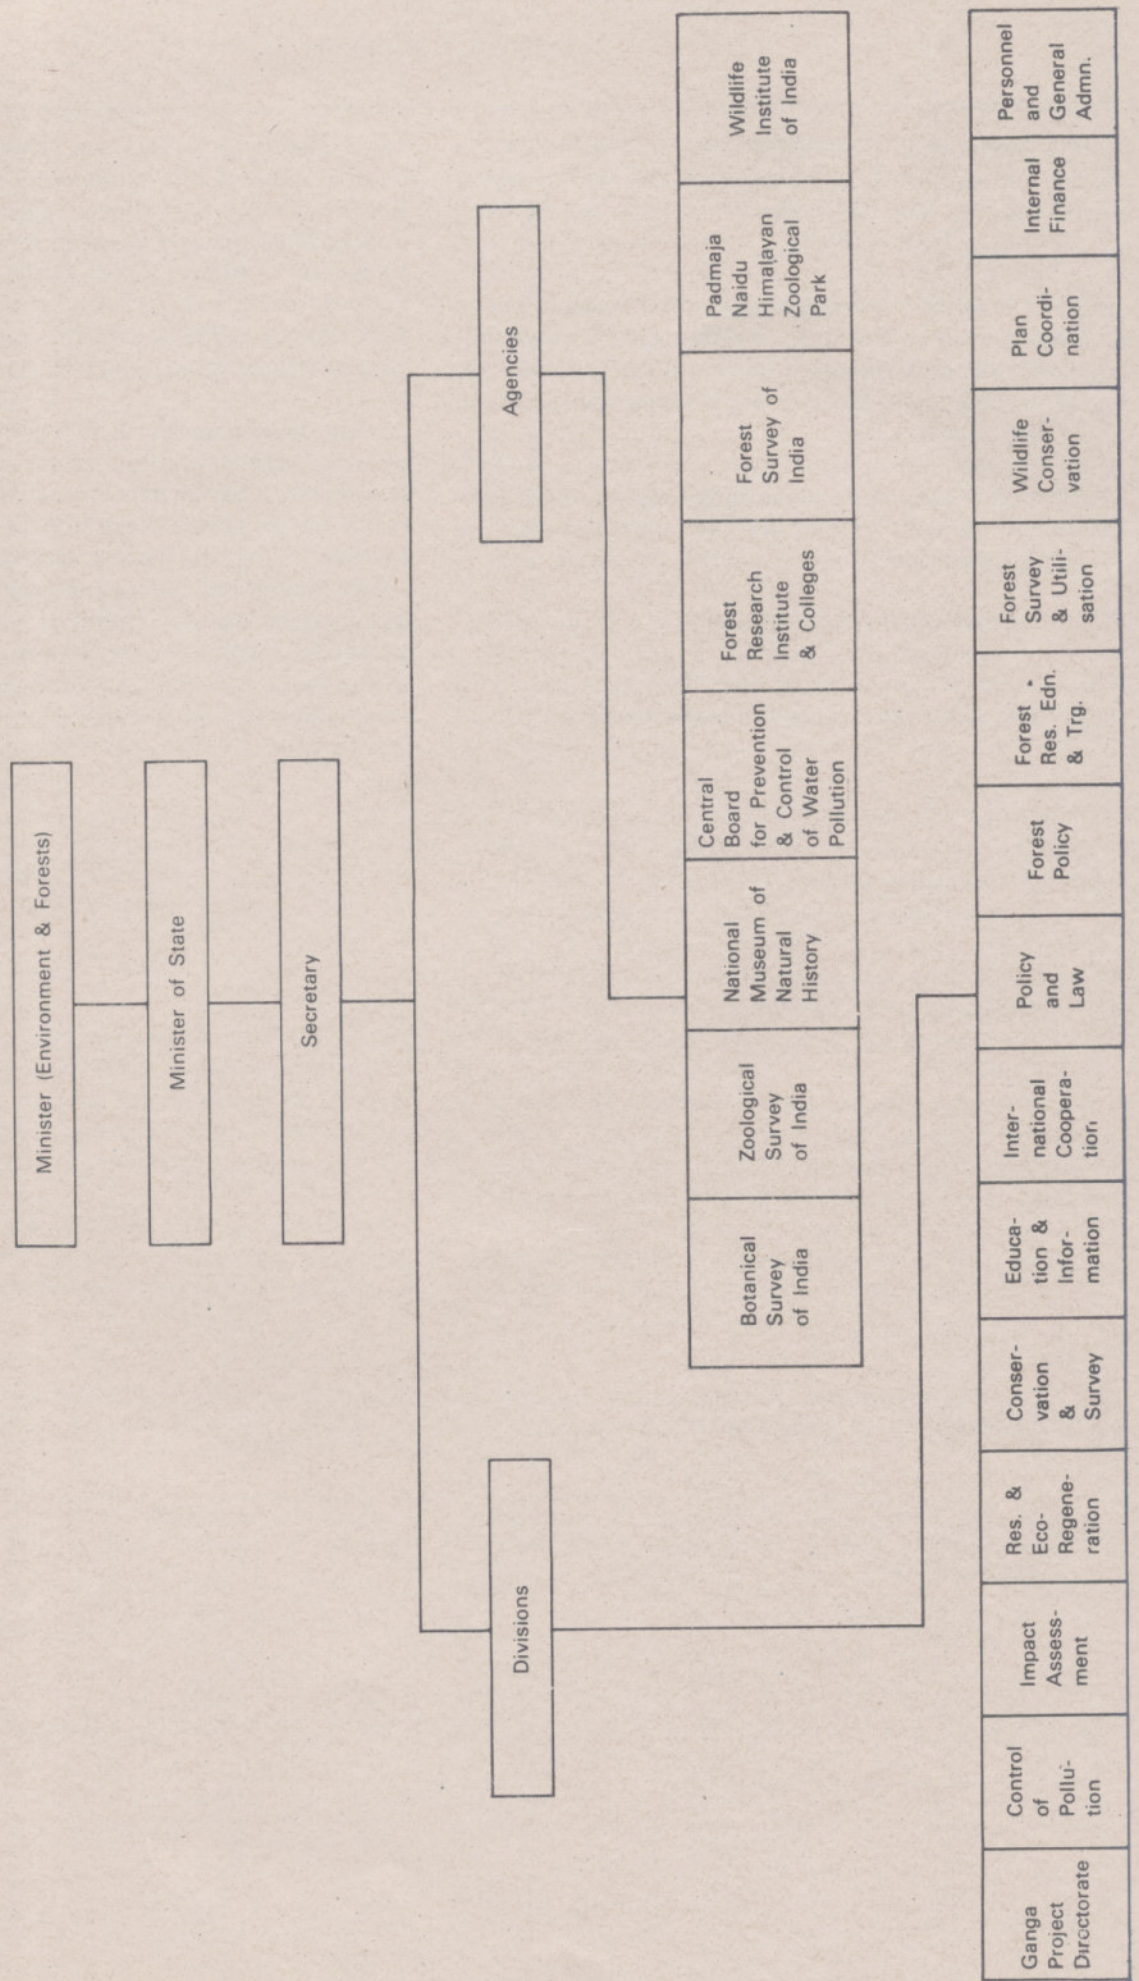 Minister (Environment & Forests)
Minister of State
Secretary
Divisions
Agencies
Botanical
Survey
of India
Zoological
Survey
of India
National
Museum of
Natural
History
Central
Board
for Prevention
& Control
of Water
Pollution
Forest
Research
Institute
& Colleges
Forest
Survey of
India
Padmaja
Naidu
Himalayan
Zoological
Park
Wildlife
Institute
of India
Ganga
Project
Diroctorate
Control
of
Pollu-
tion
Impact
Assess-
ment
Res. &
Eco-
Regene-
ration
Conser-
vation
&
Survey
Educa-
tion &
Infor-
mation
Inter-
national
Coopera-
tion
Policy
and
Law
Forest
Policy
Forest
Res. Edn.
& Trg.
Forest
Survey
& Utili-
sation
Wildlife
Conser-
vation
Plan
Coordi-
nation
Internal
Finance
Personnel
and
General
Admn.